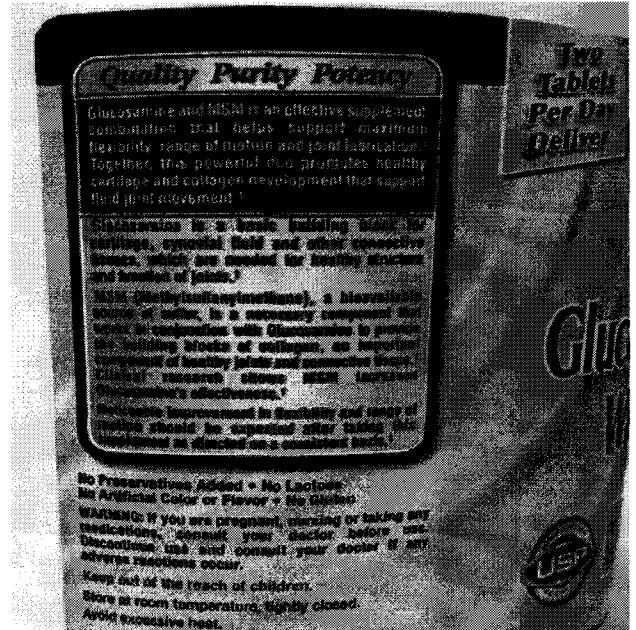 Quality Purity Potency
Glucosamine and MSM is an effective supplement
combination that helps support maximum
flexibility, range of motion and joint lubrication.
Together, this powerful duo promotes healthy
cartilage and collagen development that support
fluid joint movement.
Glucosamine is a basic building block for
cartilage, synovial fluid and other connective
tissues, which are needed for healthy structure
and function of joints.
MSM (Methylsulfonylmethane), a bioavailable
source of sulfur, is a necessary component that
works in conjunction with Glucosamine to provide
the building blocks of collagen, an important
component of healthy joints and connective tissue.
Clinical research shows MSM increases
Glucosamine's effectiveness.
Noticeable improvement in flexibility and range of
motion should be expected after taking this
supplement as directed on a consistent basis.
No Preservatives Added • No Lactose
No Artificial Color or Flavor • No Gluten
WARNING: If you are pregnant, nursing or taking any
medications, consult your doctor before use.
Discontinue use and consult your doctor if any
adverse reactions occur.
Keep out of the reach of children.
Store at room temperature, tightly closed.
Avoid excessive heat.
Two
Tablets
Per Day
Deliver
Gluc
USP